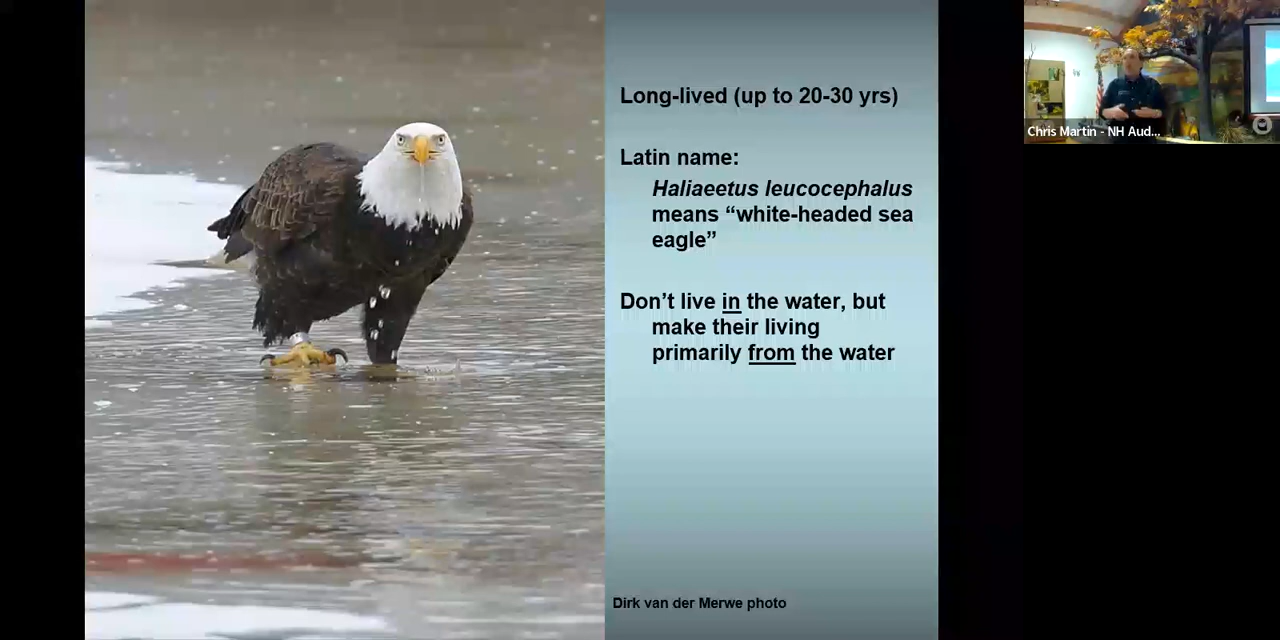 Long-lived (up to 20-30 yrs)
Latin name:
Haliaeetus leucocephalus
means “white-headed sea
eagle”
Don’t live in the water, but
make their living
primarily from the water
Dirk van der Merwe photo
Chris Martin - NH Aud...